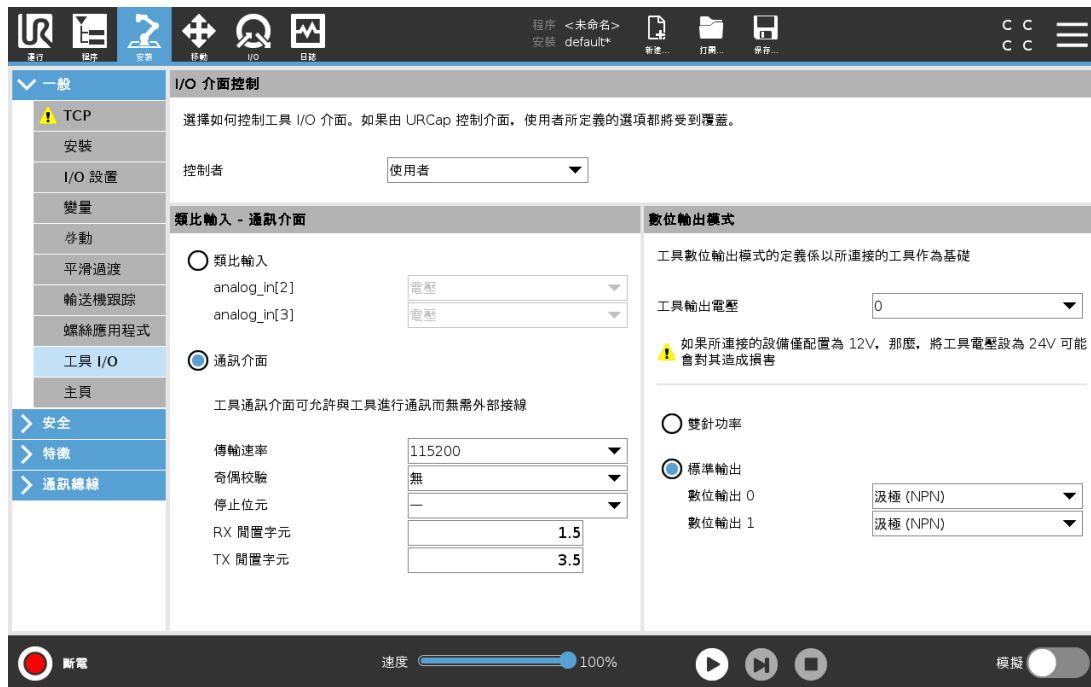 UR
程序 <未命名>
安裝 default*
C C
C C
運行
程序
安裝
移動
I/O
日誌
新建...
打開...
保存...
一般
TCP
安裝
I/O 設置
變量
啓動
平滑過渡
輸送機跟踪
螺絲應用程式
工具 I/O
主頁
安全
特徵
通訊總線
I/O 介面控制
選擇如何控制工具 I/O 介面。如果由 URCap 控制介面，使用者所定義的選項都將受到覆蓋。
控制者
使用者
類比輸入 - 通訊介面
類比輸入
analog_in[2] 電壓
analog_in[3] 電壓
通訊介面
工具通訊介面可允許與工具進行通訊而無需外部接線
傳輸速率 115200
奇偶校驗 無
停止位元 一
RX 閒置字元 1.5
TX 閒置字元 3.5
數位輸出模式
工具數位輸出模式的定義係以所連接的工具作為基礎
工具輸出電壓 0
如果所連接的設備僅配置為 12V，那麼，將工具電壓設為 24V 可能
會對其造成損害
雙針功率
標準輸出
數位輸出 0 汲極 (NPN)
數位輸出 1 汲極 (NPN)
斷電
速度 100%
模擬